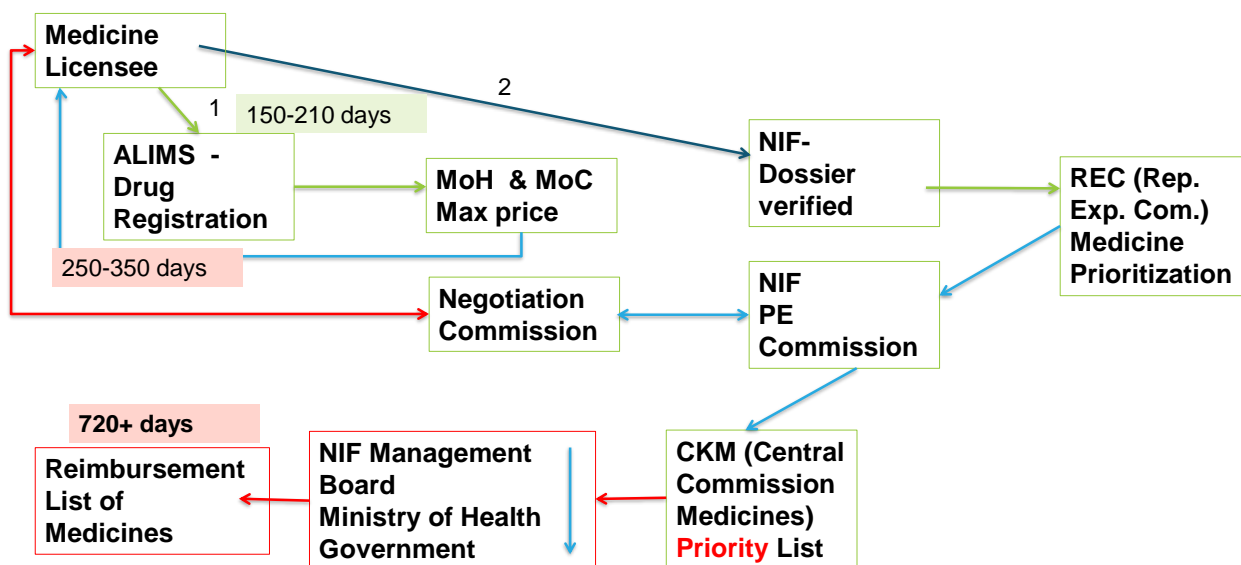 Medicine
Licensee
2
1
150-210 days
ALIMS -
Drug
Registration
MoH & MoC
Max price
NIF-
Dossier
verified
REC (Rep.
Exp. Com.)
Medicine
Prioritization
250-350 days
Negotiation
Commission
NIF
PE
Commission
720+ days
Reimbursement
List of
Medicines
NIF Management
Board
Ministry of Health
Government
CKM (Central
Commission
Medicines)
Priority List